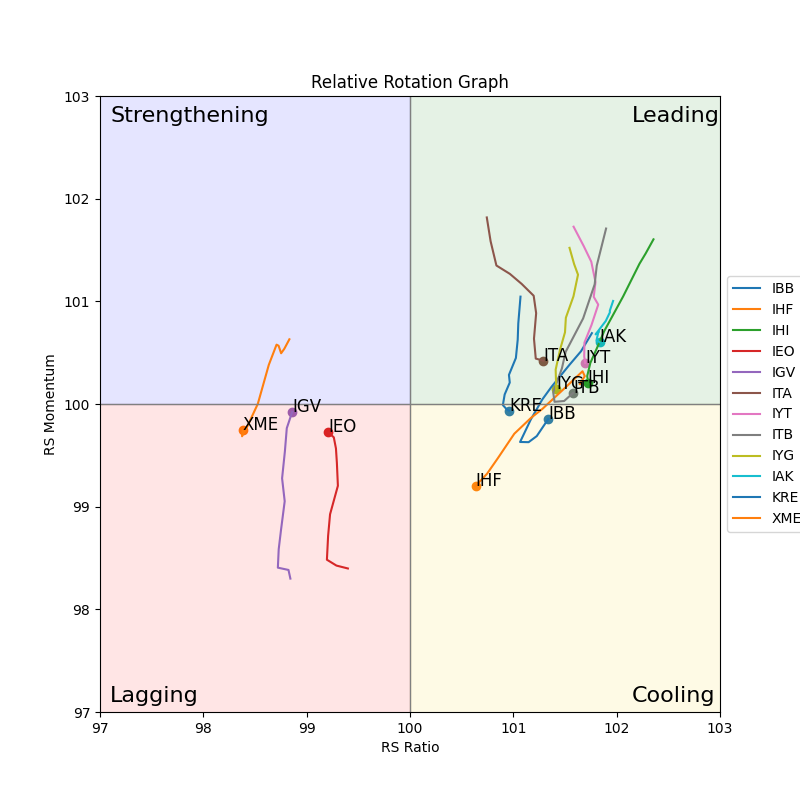 Relative Rotation Graph
103
Strengthening
Leading
102
101
RS Momentum
100
99
98
97
IAK
ITA
IYT
IHI
IYG
ITB
KRE
IBB
XME
IGV
IEO
IHF
Lagging
Cooling
97
98
99
100
101
102
103
RS Ratio
IBB
IHF
IHI
IEO
IGV
ITA
IYT
ITB
IYG
IAK
KRE
XME